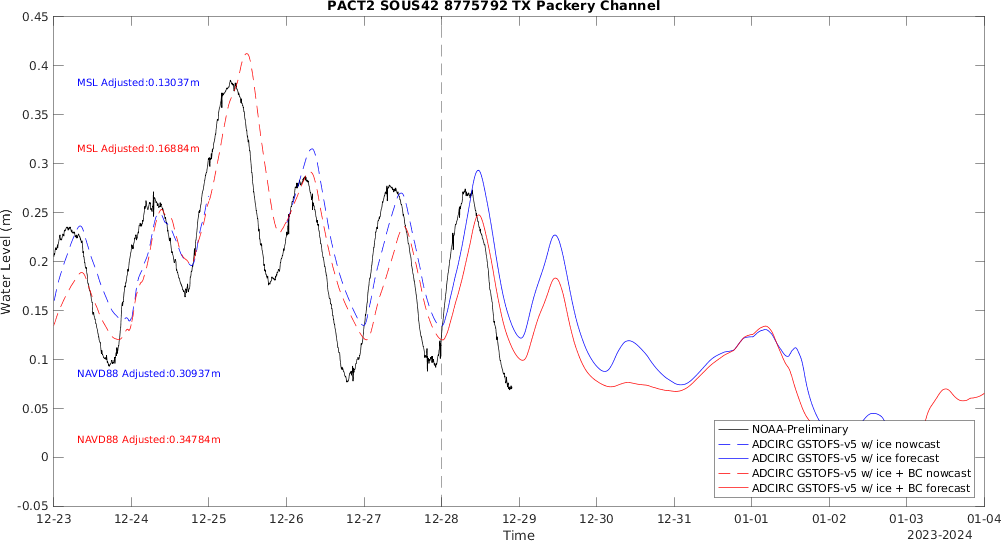 PACT2 SOUS42 8775792 TX Packery Channel
0.45
0.4
0.35
0.3
0.25
0.2
0.15
0.1
0.05
0
-0.05
Water Level (m)
MSL Adjusted:0.13037m
MSL Adjusted:0.16884m
NAVD88 Adjusted:0.30937m
NAVD88 Adjusted:0.34784m
NOAA-Preliminary
ADCIRC GSTOFS-v5 w/ ice nowcast
ADCIRC GSTOFS-v5 w/ ice forecast
ADCIRC GSTOFS-v5 w/ ice + BC nowcast
ADCIRC GSTOFS-v5 w/ ice + BC forecast
12-23 12-24 12-25 12-26 12-27 12-28 12-29 12-30 12-31 01-01 01-02 01-03 01-04
Time
2023-2024